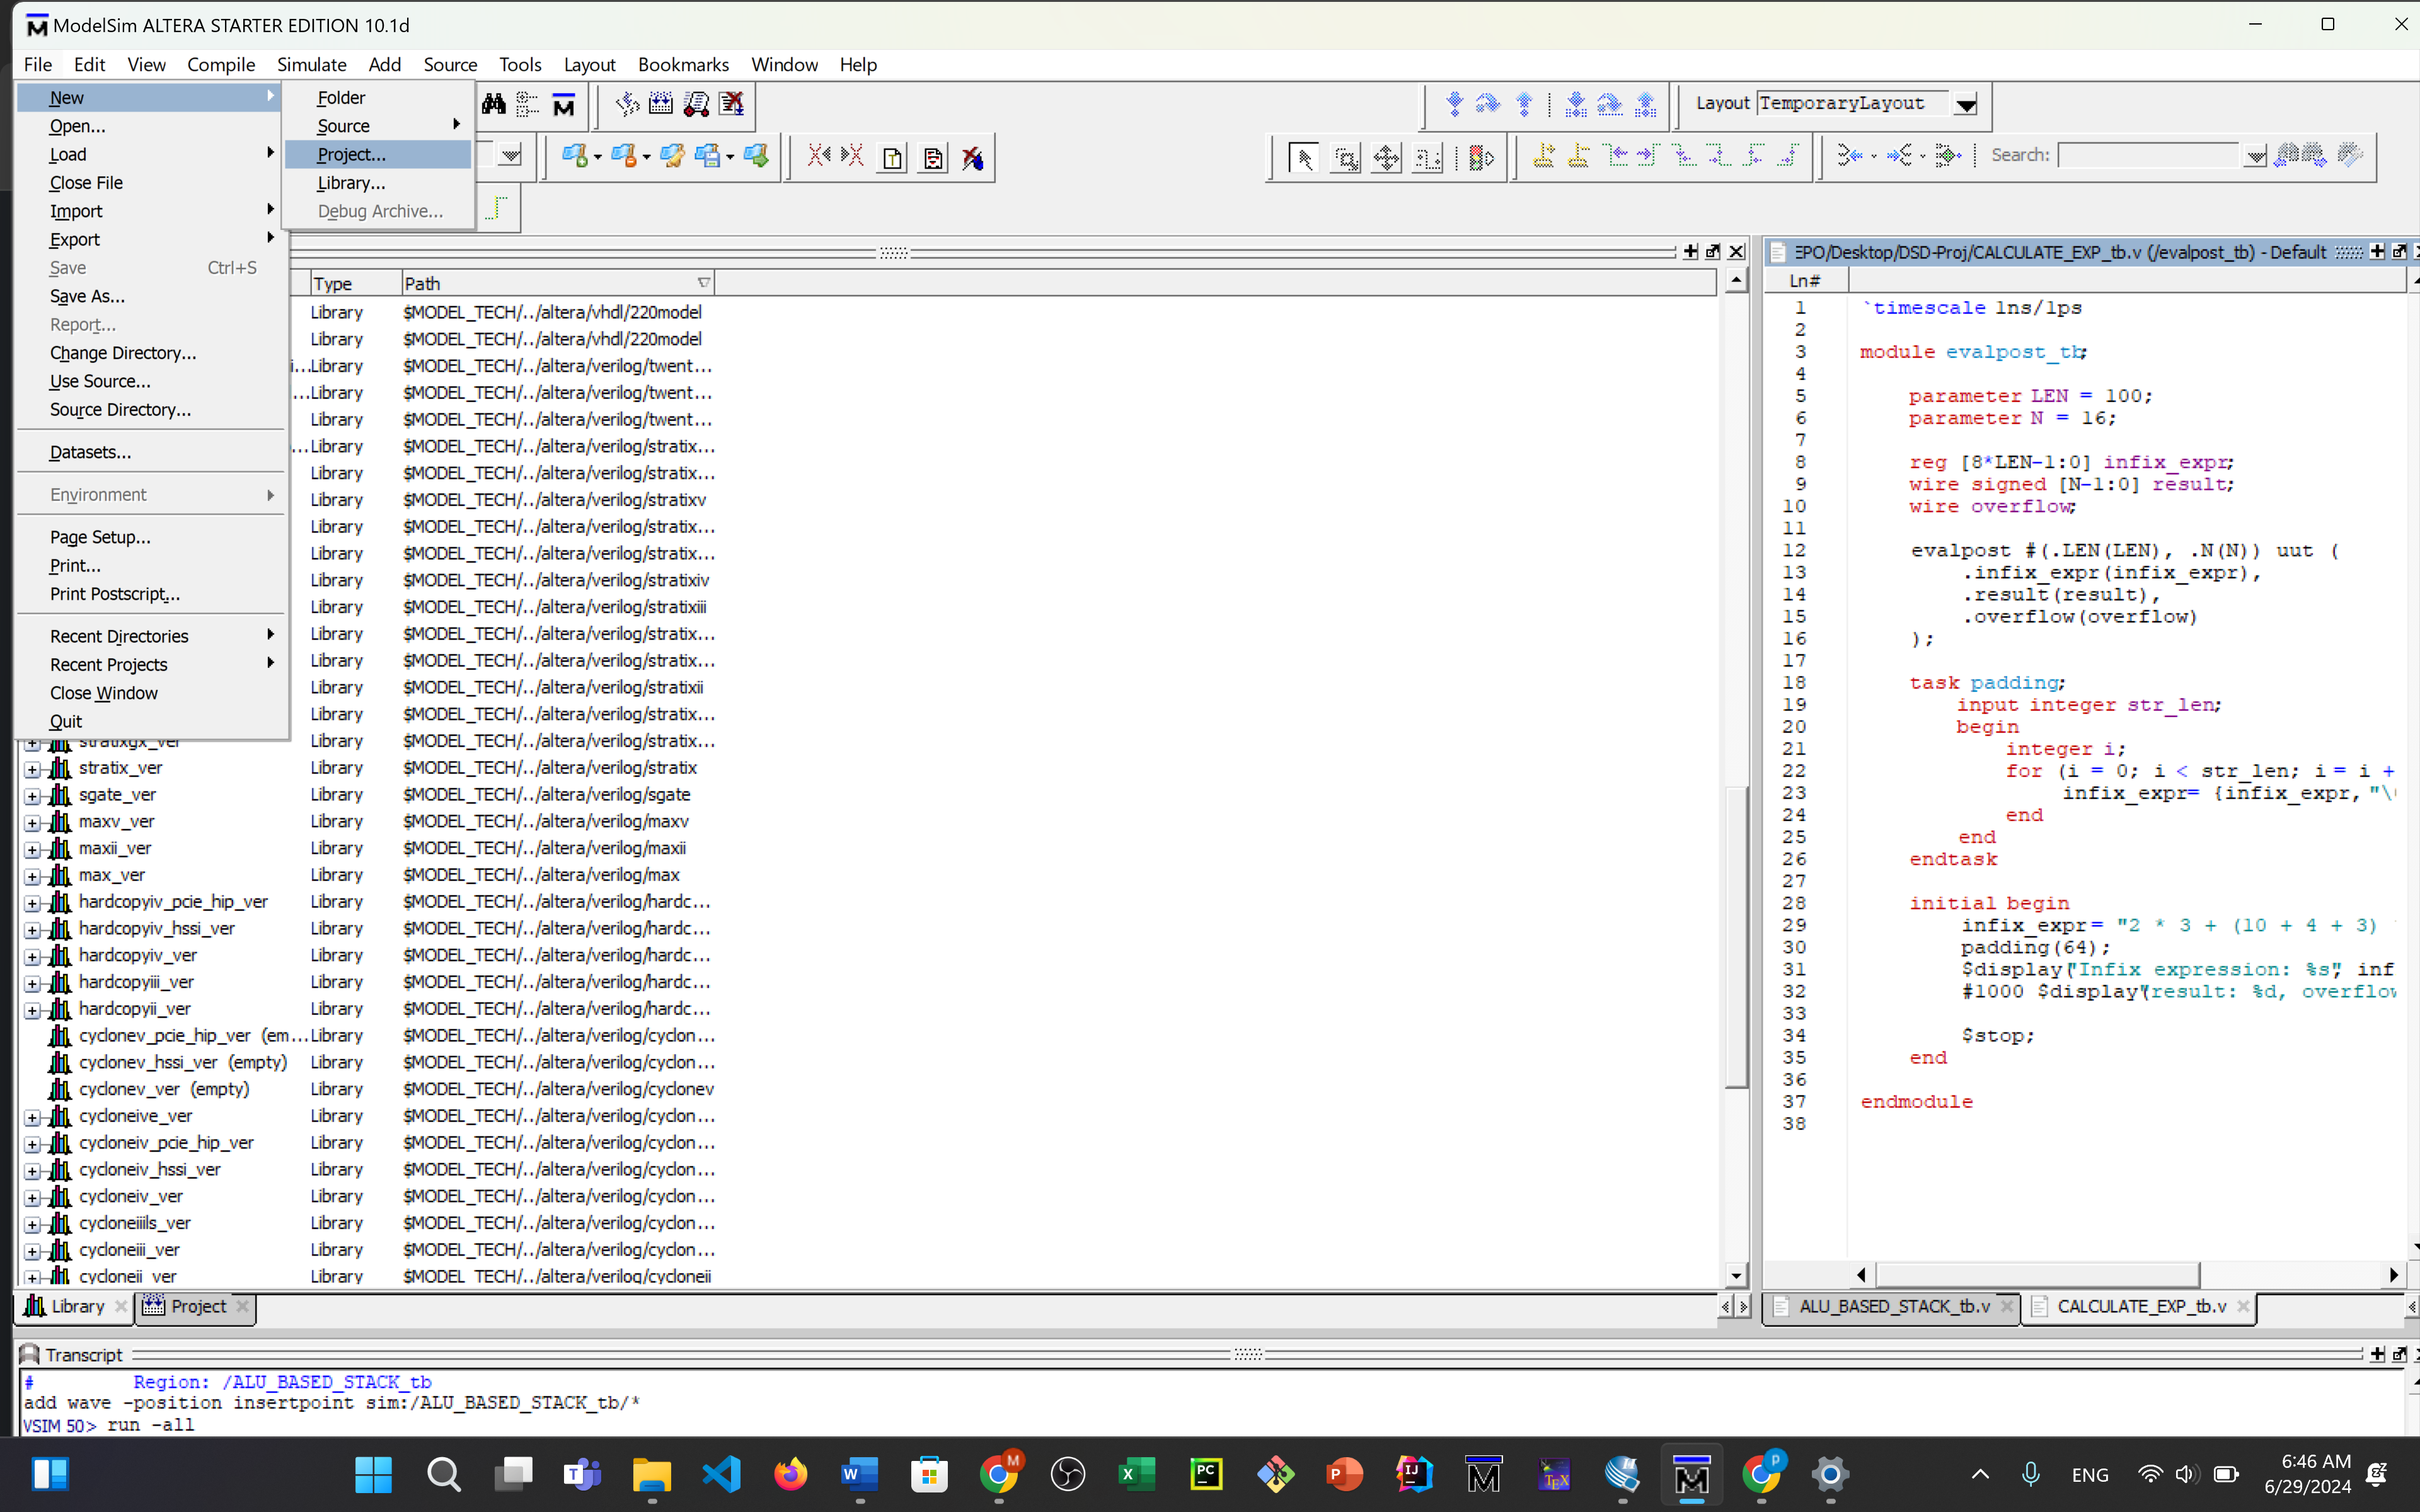 ModelSim ALTERA STARTER EDITION 10.1d
File Edit View Compile Simulate Add Source Tools Layout Bookmarks Window Help
New
Open...
Load
Close File
Import
Export
Save Ctrl+S
Save As...
Report...
Change Directory...
Use Source...
Source Directory...
Datasets...
Environment
Page Setup...
Print...
Print Postscript...
Recent Directories
Recent Projects
Close Window
Quit
Folder
Source
Project...
Library...
Debug Archive...
Layout TemporaryLayout
Search:
Type Path
Library $MODEL_TECH/../altera/vhdl/220model
Library $MODEL_TECH/../altera/vhdl/220model
i...Library $MODEL_TECH/../altera/verilog/twent...
...Library $MODEL_TECH/../altera/verilog/twent...
Library $MODEL_TECH/../altera/verilog/twent...
...Library $MODEL_TECH/../altera/verilog/stratix...
Library $MODEL_TECH/../altera/verilog/stratix...
Library $MODEL_TECH/../altera/verilog/stratixv
Library $MODEL_TECH/../altera/verilog/stratix...
Library $MODEL_TECH/../altera/verilog/stratix...
Library $MODEL_TECH/../altera/verilog/stratixiv
Library $MODEL_TECH/../altera/verilog/stratixiii
Library $MODEL_TECH/../altera/verilog/stratix...
Library $MODEL_TECH/../altera/verilog/stratix...
Library $MODEL_TECH/../altera/verilog/stratixii
Library $MODEL_TECH/../altera/verilog/stratix...
stratixgx_ver Library $MODEL_TECH/../altera/verilog/stratix...
stratix_ver Library $MODEL_TECH/../altera/verilog/stratix
sgate_ver Library $MODEL_TECH/../altera/verilog/sgate
maxv_ver Library $MODEL_TECH/../altera/verilog/maxv
maxii_ver Library $MODEL_TECH/../altera/verilog/maxii
max_ver Library $MODEL_TECH/../altera/verilog/max
hardcopyiv_pcie_hip_ver Library $MODEL_TECH/../altera/verilog/hardc...
hardcopyiv_hssi_ver Library $MODEL_TECH/../altera/verilog/hardc...
hardcopyiv_ver Library $MODEL_TECH/../altera/verilog/hardc...
hardcopyiii_ver Library $MODEL_TECH/../altera/verilog/hardc...
hardcopyii_ver Library $MODEL_TECH/../altera/verilog/hardc...
cyclonev_pcie_hip_ver (em...Library $MODEL_TECH/../altera/verilog/cyclon...
cyclonev_hssi_ver (empty) Library $MODEL_TECH/../altera/verilog/cyclon...
cyclonev_ver (empty) Library $MODEL_TECH/../altera/verilog/cyclonev
cycloneive_ver Library $MODEL_TECH/../altera/verilog/cyclon...
cycloneiv_pcie_hip_ver Library $MODEL_TECH/../altera/verilog/cyclon...
cycloneiv_hssi_ver Library $MODEL_TECH/../altera/verilog/cyclon...
cycloneiv_ver Library $MODEL_TECH/../altera/verilog/cyclon...
cycloneiiils_ver Library $MODEL_TECH/../altera/verilog/cyclon...
cycloneiii_ver Library $MODEL_TECH/../altera/verilog/cyclon...
cycloneii_ver Library $MODEL_TECH/../altera/verilog/cycloneii
Library Project
EPO/Desktop/DSD-Proj/CALCULATE_EXP_tb.v (/evalpost_tb) - Default
Ln#
1 `timescale 1ns/1ps
2
3 module evalpost_tb;
4
5 parameter LEN = 100;
6 parameter N = 16;
7
8 reg [8*LEN-1:0] infix_expr;
9 wire signed [N-1:0] result;
10 wire overflow;
11
12 evalpost #(.LEN(LEN), .N(N)) uut (
13 .infix_expr(infix_expr),
14 .result(result),
15 .overflow(overflow)
16 );
17
18 task padding;
19 input integer str_len;
20 begin
21 integer i;
22 for (i = 0; i < str_len; i = i +
23 infix_expr= {infix_expr,"\
24 end
25 end
26 endtask
27
28 initial begin
29 infix_expr= "2 * 3 + (10 + 4 + 3)
30 padding(64);
31 $display("Infix expression: %s", inf
32 #1000 $display("result: %d, overflow
33
34 $stop;
35 end
36
37 endmodule
38
ALU_BASED_STACK_tb.v CALCULATE_EXP_tb.v
Transcript
# Region: /ALU_BASED_STACK_tb
add wave -position insertpoint sim:/ALU_BASED_STACK_tb/*
VSIM 50> run -all
ENG
6:46 AM
6/29/2024